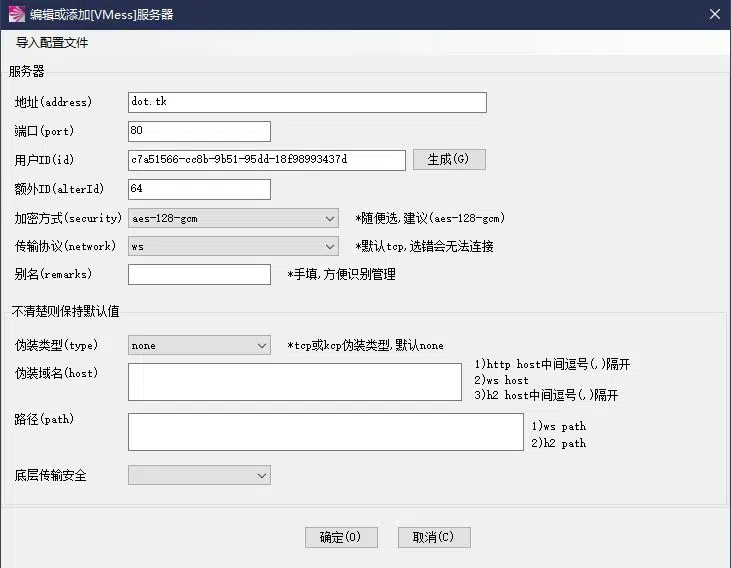 编辑或添加[VMess]服务器
导入配置文件
服务器
地址(address) dot.tk
端口(port) 80
用户ID(id) c7a51566-cc8b-9b51-95dd-18f98993437d 生成(G)
额外ID(alterId) 64
加密方式(security) aes-128-gcm *随便选,建议(aes-128-gcm)
传输协议(network) ws *默认tcp,选错会无法连接
别名(remarks) *手填,方便识别管理
不清楚则保持默认值
伪装类型(type) none *tcp或kcp伪装类型,默认none
伪装域名(host) 1)http host中间逗号(,)隔开
2)ws host
3)h2 host中间逗号(,)隔开
路径(path) 1)ws path
2)h2 path
底层传输安全
确定(O) 取消(C)